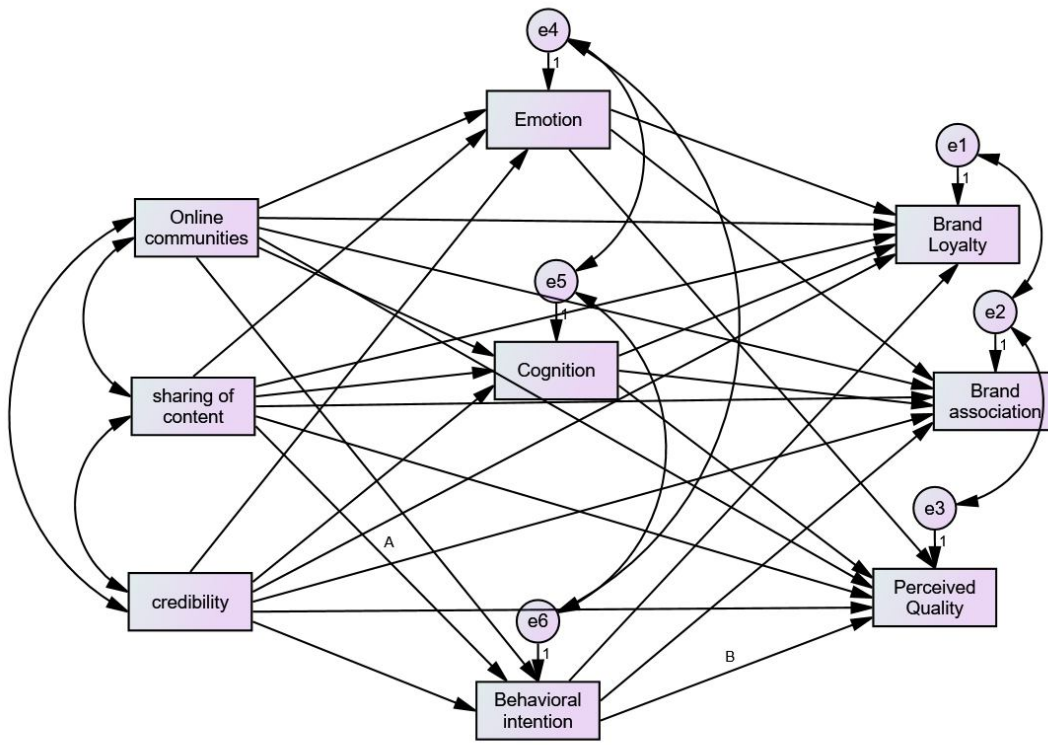 e4
1
Emotion
e1
1
Online
communities
Brand
Loyalty
e5
1
e2
1
Cognition
sharing of
content
Brand
association
e3
1
A
credibility
Perceived
Quality
e6
1
B
Behavioral
intention